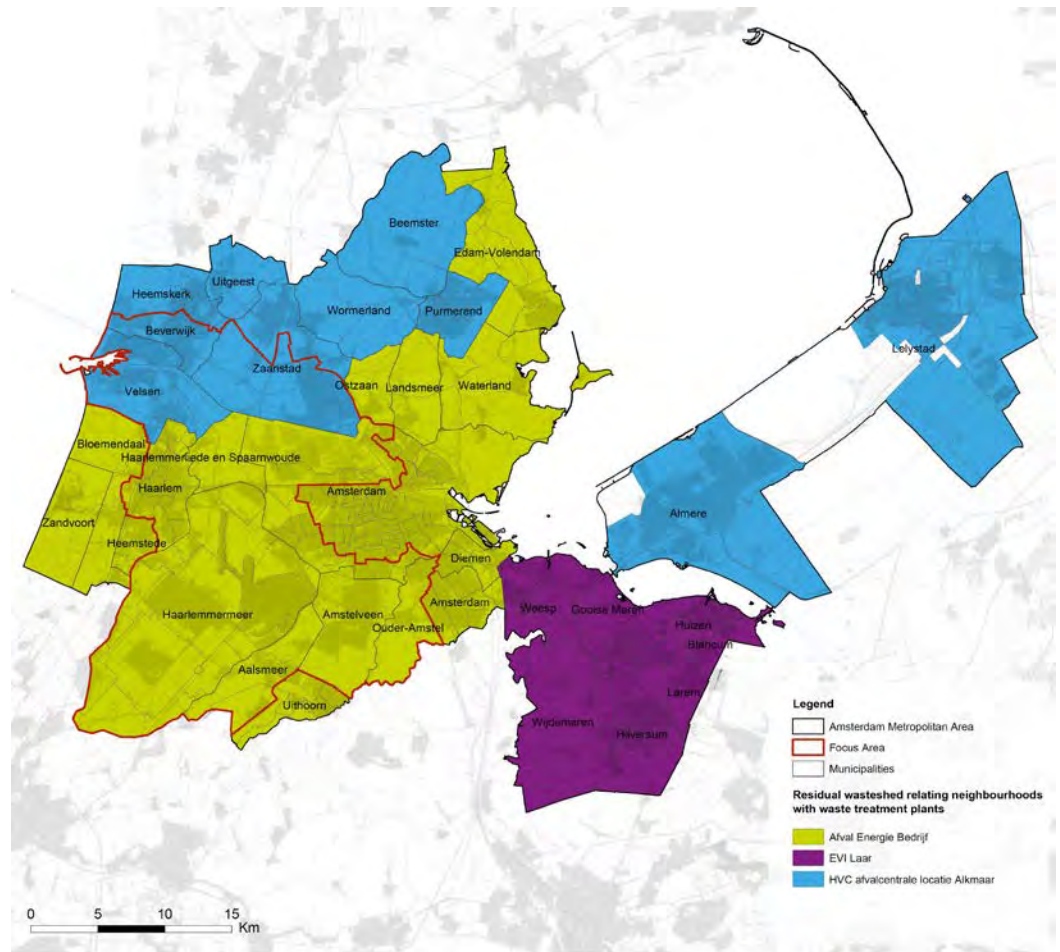 Beemster
Edam-Volendam
Uitgeest
Heemskerk
Wormerland
Purmerend
Beverwijk
Lelystad
Zaanstad
Velsen
Ostzaan
Landsmeer
Waterland
Bloemendaal
Haarlemmerliede en Spaarnwoude
Haarlem
Amsterdam
Almere
Zandvoort
Heemstede
Diemen
Amsterdam
Weesp
Gooise Meren
Haarlemmermeer
Amstelveen
Huizen
Ouder-Amstel
Blaricum
Aalsmeer
Laren
Uithoorn
Wijdemeren
Hilversum
Legend
Amsterdam Metropolitan Area
Focus Area
Municipalities
Residual wasteshed relating neighbourhoods
with waste treatment plants
Afval Energie Bedrijf
EVI Laar
HVC afvalcentrale locatie Alkmaar
0 5 10 15
Km